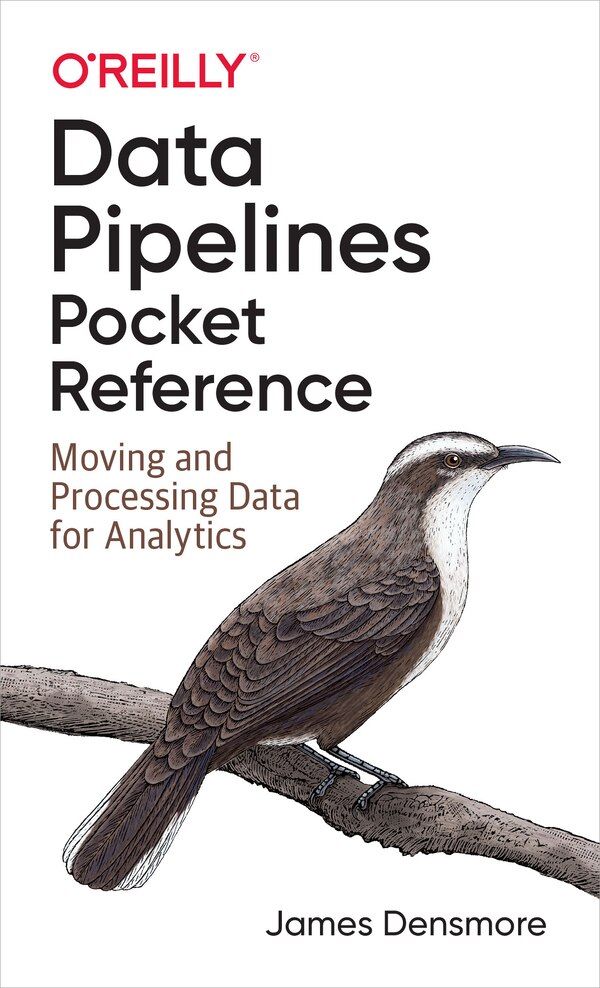 O'REILLY®
Data
Pipelines
Pocket
Reference
Moving and
Processing Data
for Analytics
James Densmore